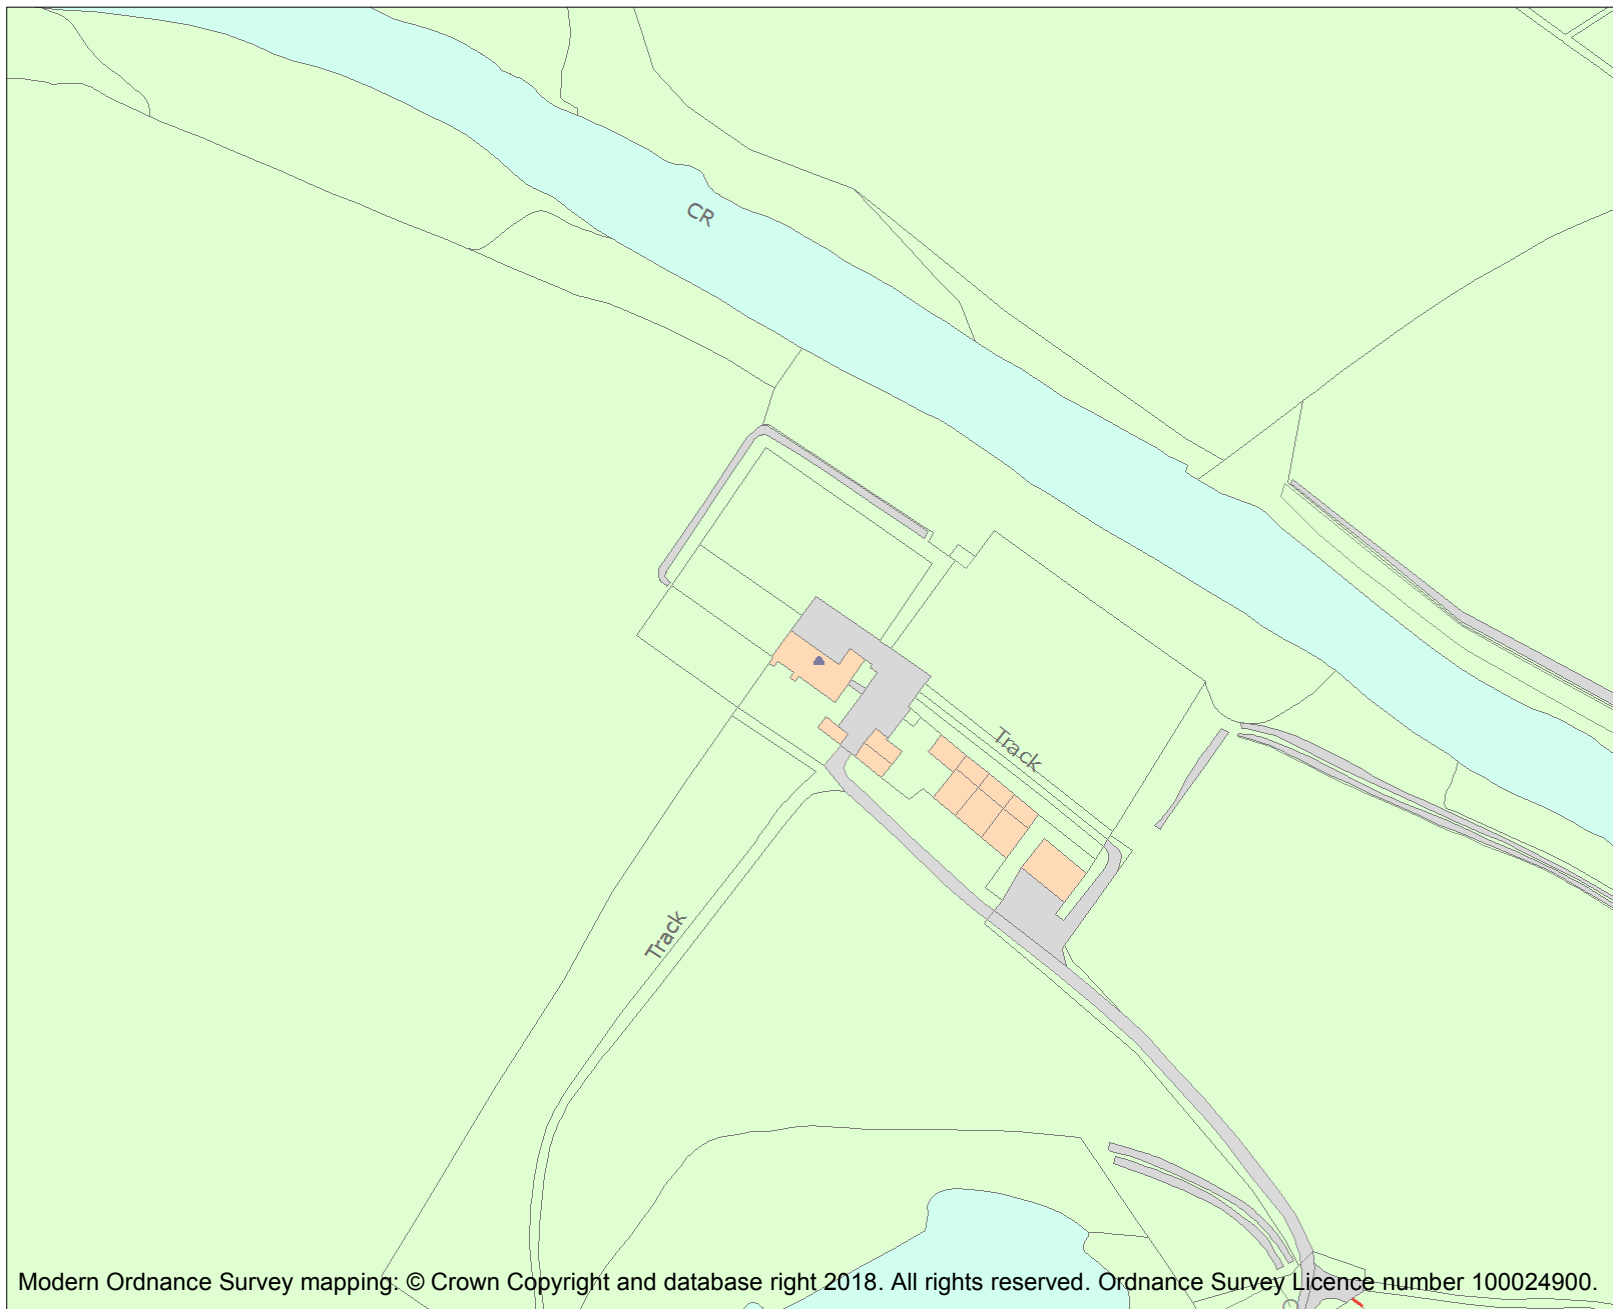 CR
Track
Track
Modern Ordnance Survey mapping: © Crown Copyright and database right 2018. All rights reserved. Ordnance Survey Licence number 100024900.